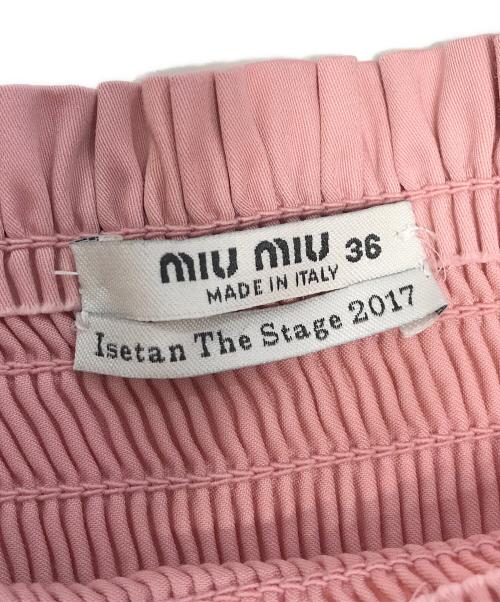 miu miu 36
MADE IN ITALY
Isetan The Stage 2017